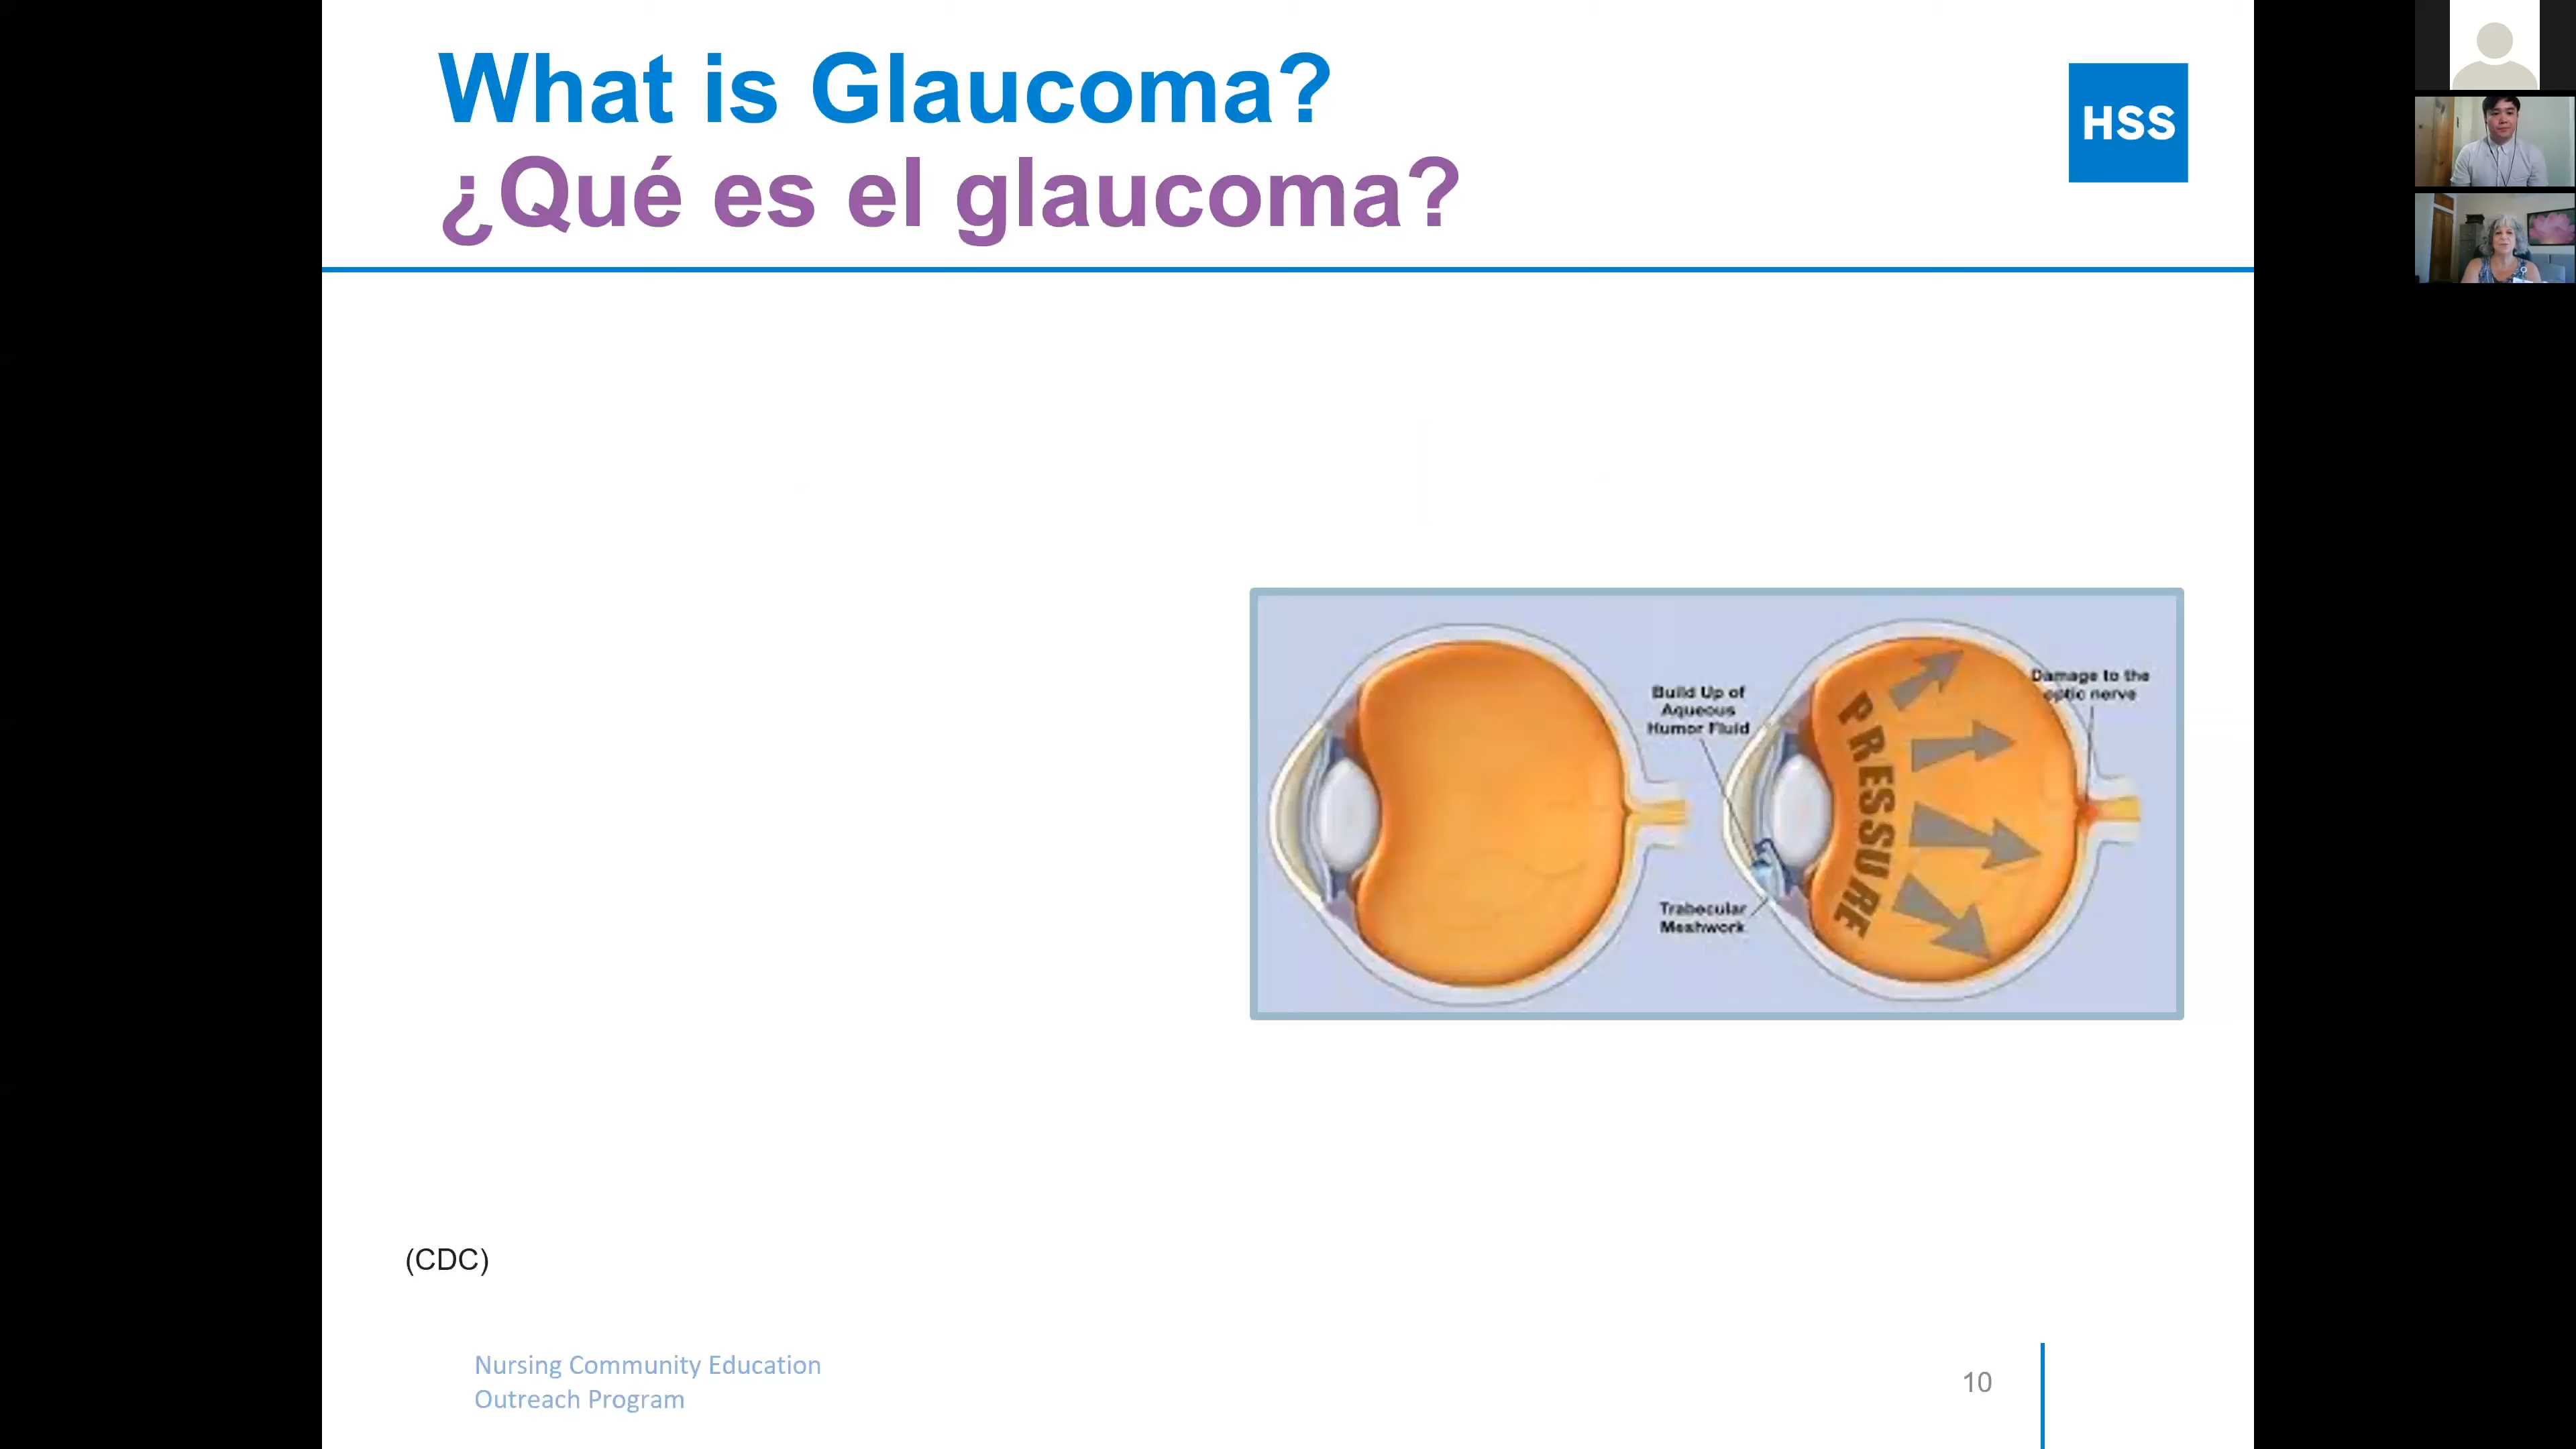 What is Glaucoma?
¿Qué es el glaucoma?
HSS
Build Up of
Aqueous
Humor Fluid
Damage to the
optic nerve
PRESSURE
Trabecular
Meshwork
(CDC)
Nursing Community Education
Outreach Program
10